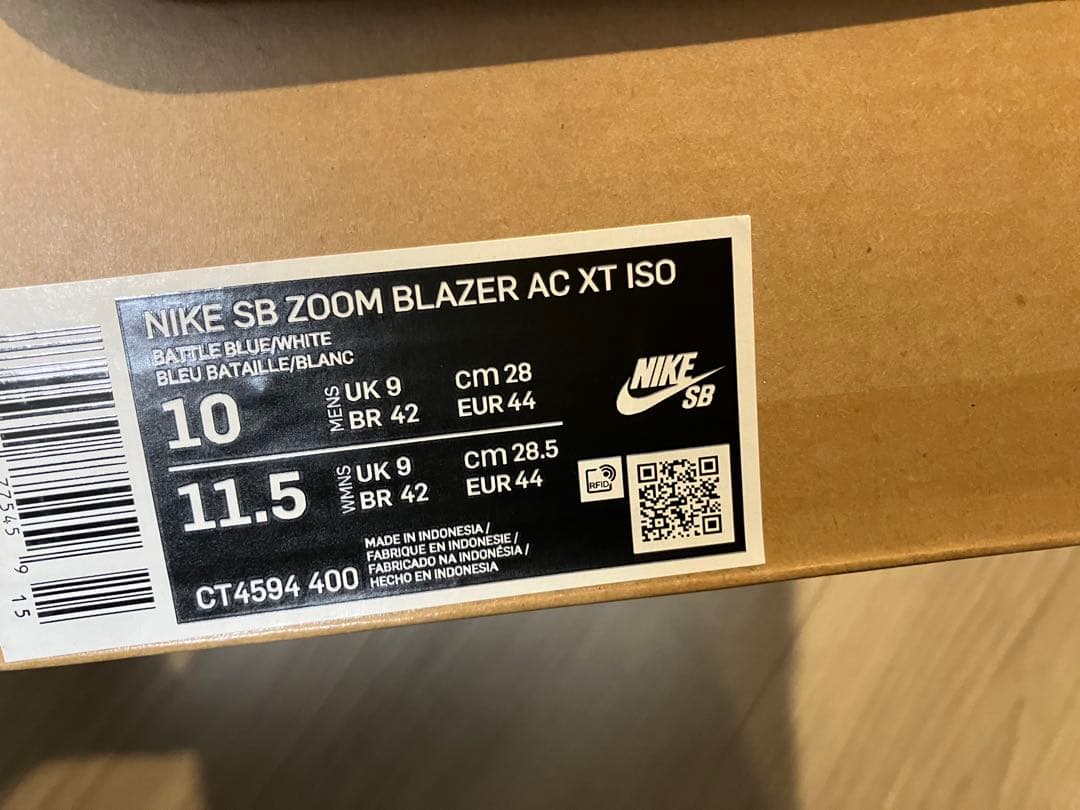 NIKE SB ZOOM BLAZER AC XT ISO
BATTLE BLUE/WHITE
BLEU BATAILLE/BLANC
10
MENS
UK 9
cm 28
BR 42
EUR 44
NIKE
SB
11.5
WMNS
UK 9
cm 28.5
BR 42
EUR 44
RFID
MADE IN INDONESIA /
FABRIQUE EN INDONESIE /
FABRICADO NA INDONÉSIA /
HECHO EN INDONESIA
CT4594 400
77545
15